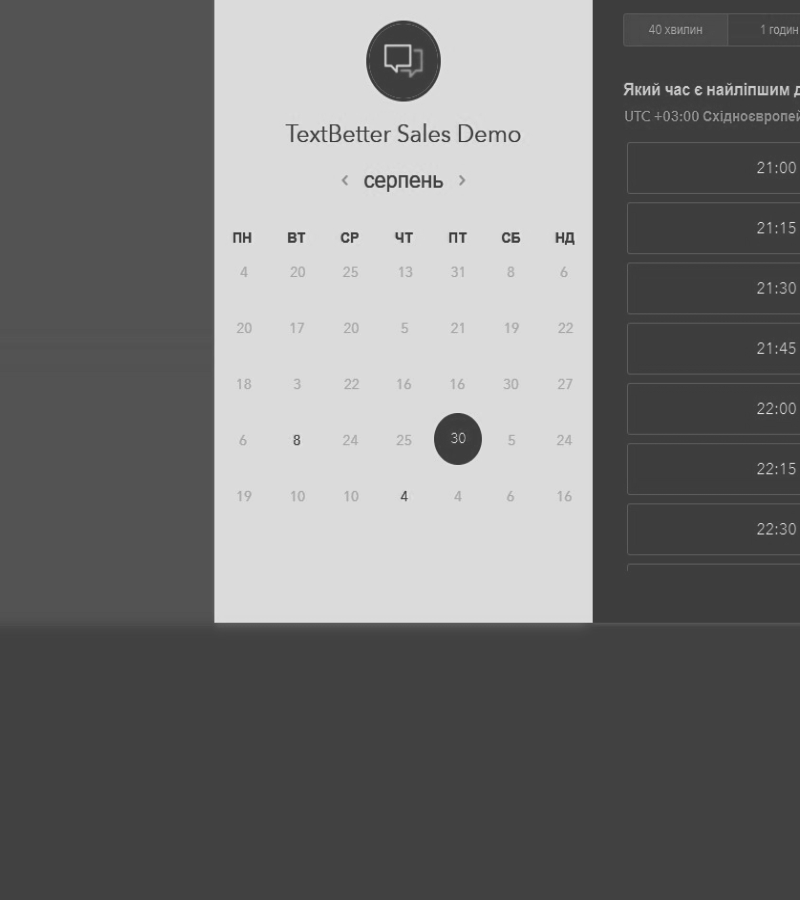 TextBetter Sales Demo
серпень
ПН ВТ СР ЧТ ПТ СБ НД
4 20 25 13 31 8 6
20 17 20 5 21 19 22
18 3 22 16 16 30 27
6 8 24 25 30 5 24
19 10 10 4 4 6 16
40 хвилин 1 годин
Який час є найліпшим д
UTC +03:00 Східноєвропей
21:00
21:15
21:30
21:45
22:00
22:15
22:30